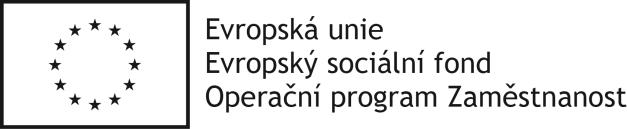 Evropská unie
Evropský sociální fond
Operační program Zaměstnanost